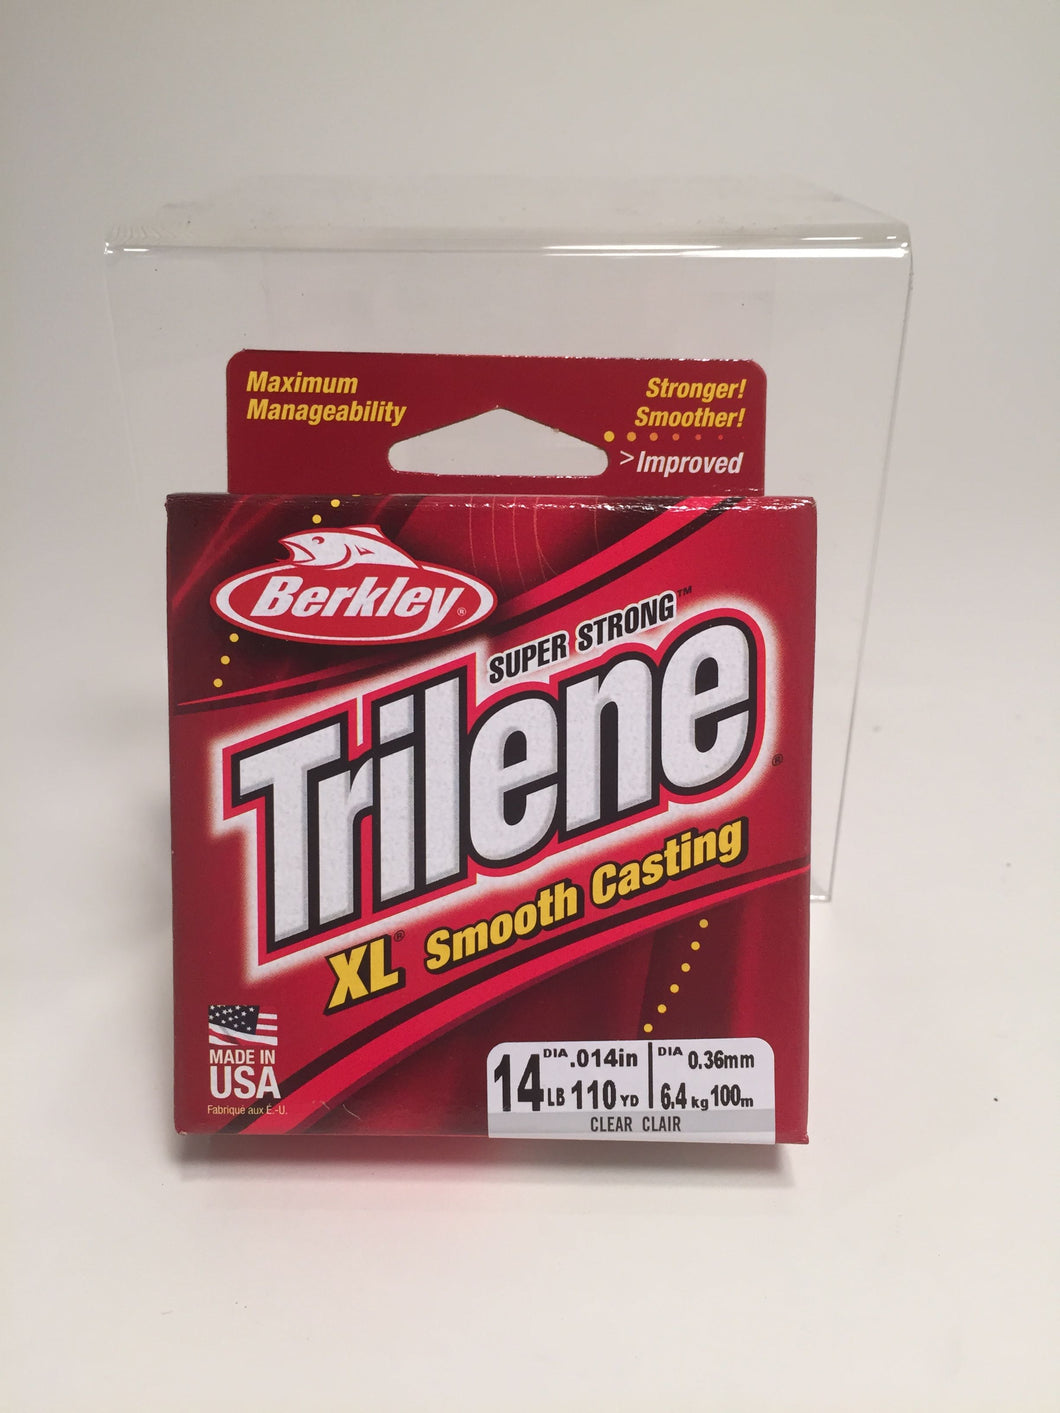 Maximum
Manageability
Stronger!
Smoother!
>Improved
Berkley®
SUPER STRONG™
Trilene®
XL® Smooth Casting
MADE IN
USA
Fabriqué aux É.-U.
14 LB DIA .014in 110 YD
DIA 0.36mm 6.4 kg 100m
CLEAR CLAIR